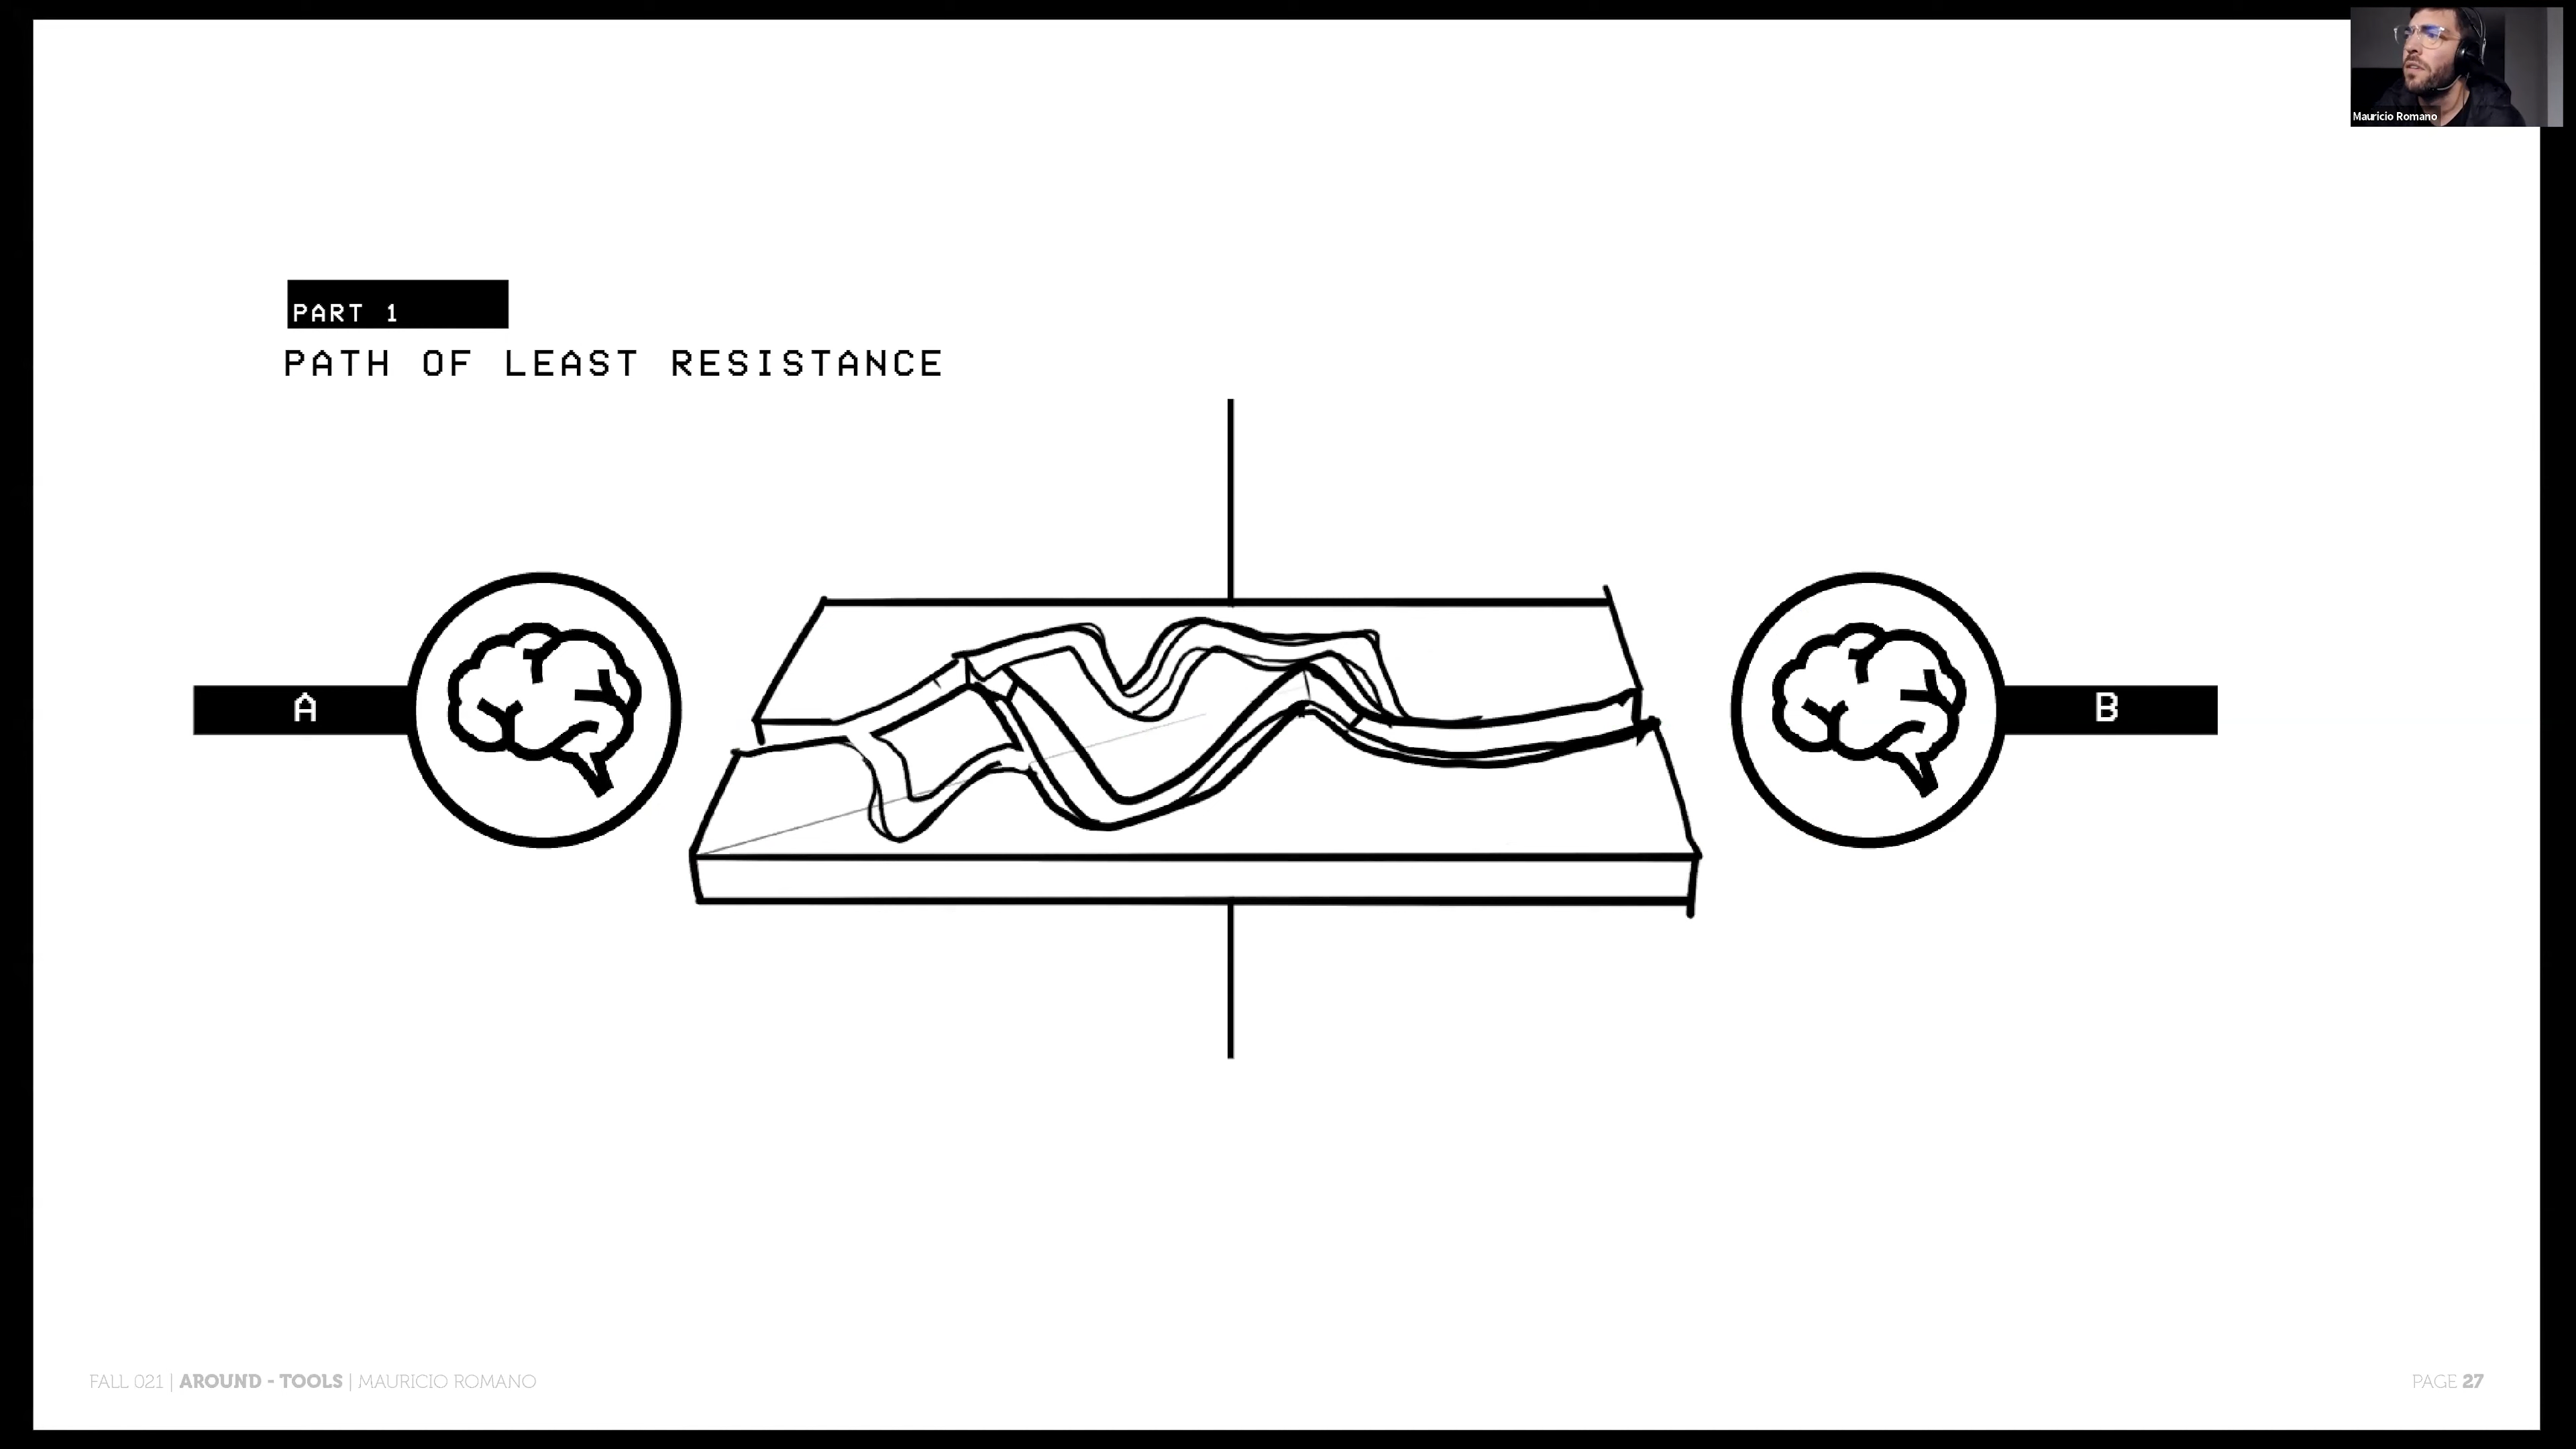 Mauricio Romano
PART 1
PATH OF LEAST RESISTANCE
A
B
FALL 021 | AROUND - TOOLS | MAURICIO ROMANO
PAGE 27